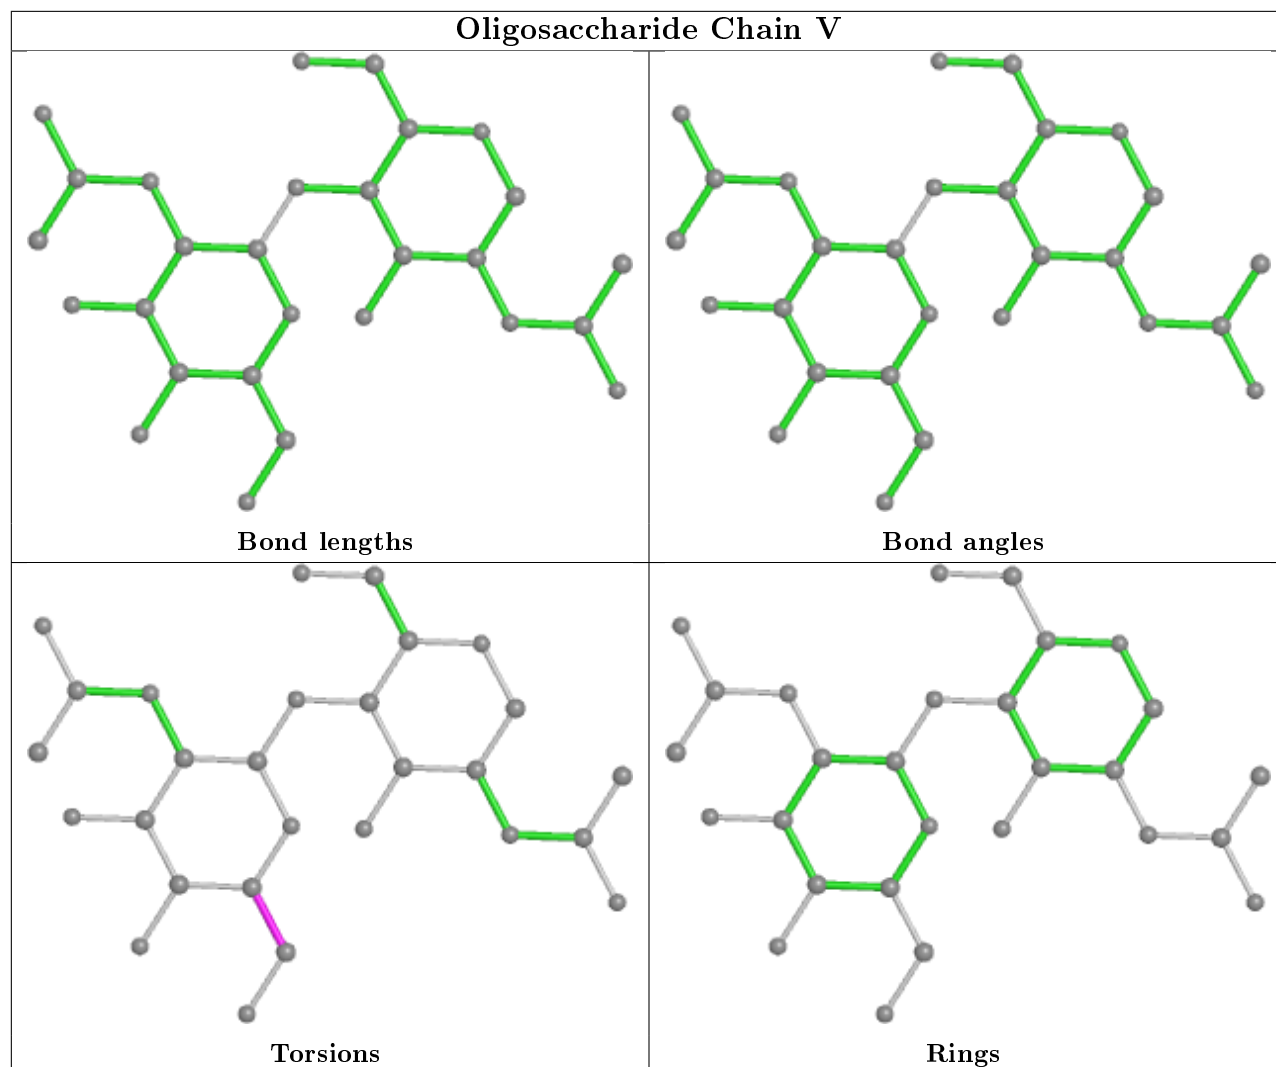 Oligosaccharide Chain V
Bond lengths
Bond angles
Torsions
Rings